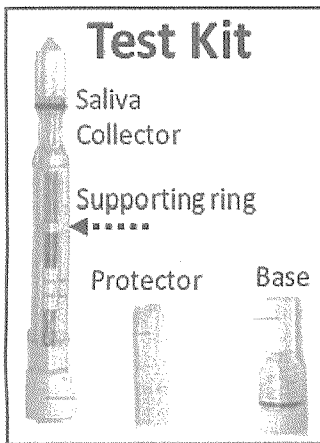 Test Kit
Saliva
Collector
Supporting ring
Protector
Base